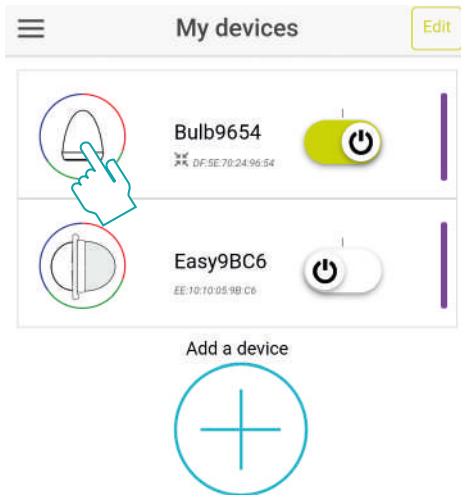 My devices
Edit
Bulb9654
DF:5E:70:24:96:54
Easy9BC6
EE:10:10:05:9B:C6
Add a device